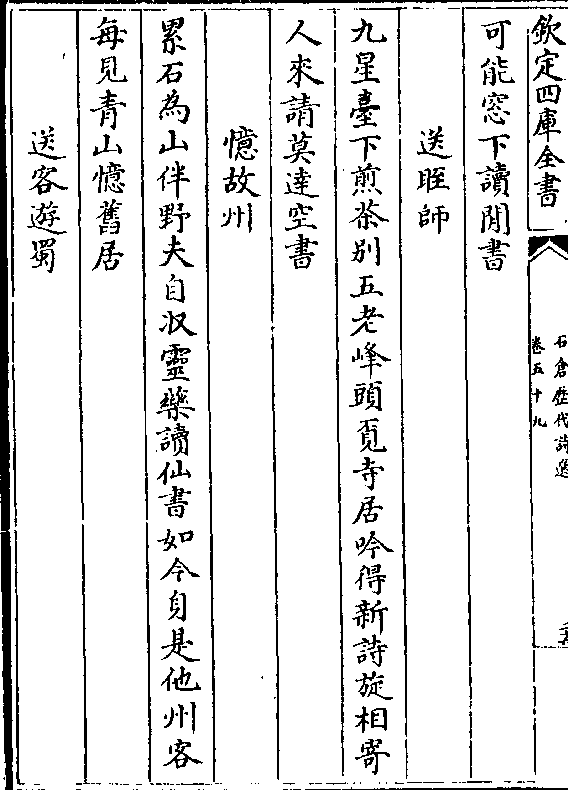 欽定四庫全書
石倉歴代詩選
卷五十九
可能窓下讀閒書
送晊師
九星臺下煎茶别五老峰頭覓寺居吟得新詩旋相寄
人來請莫達空書
憶故州
累石為山伴野夫自収靈藥讀仙書如今身是他州客
每見青山憶舊居
送客遊蜀